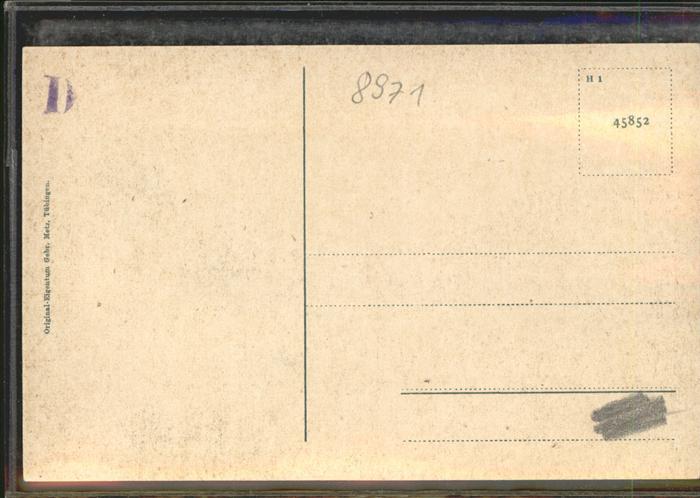 D
8971
H 1
45852
Original-Eigentum Gebr. Metz, Tübingen.